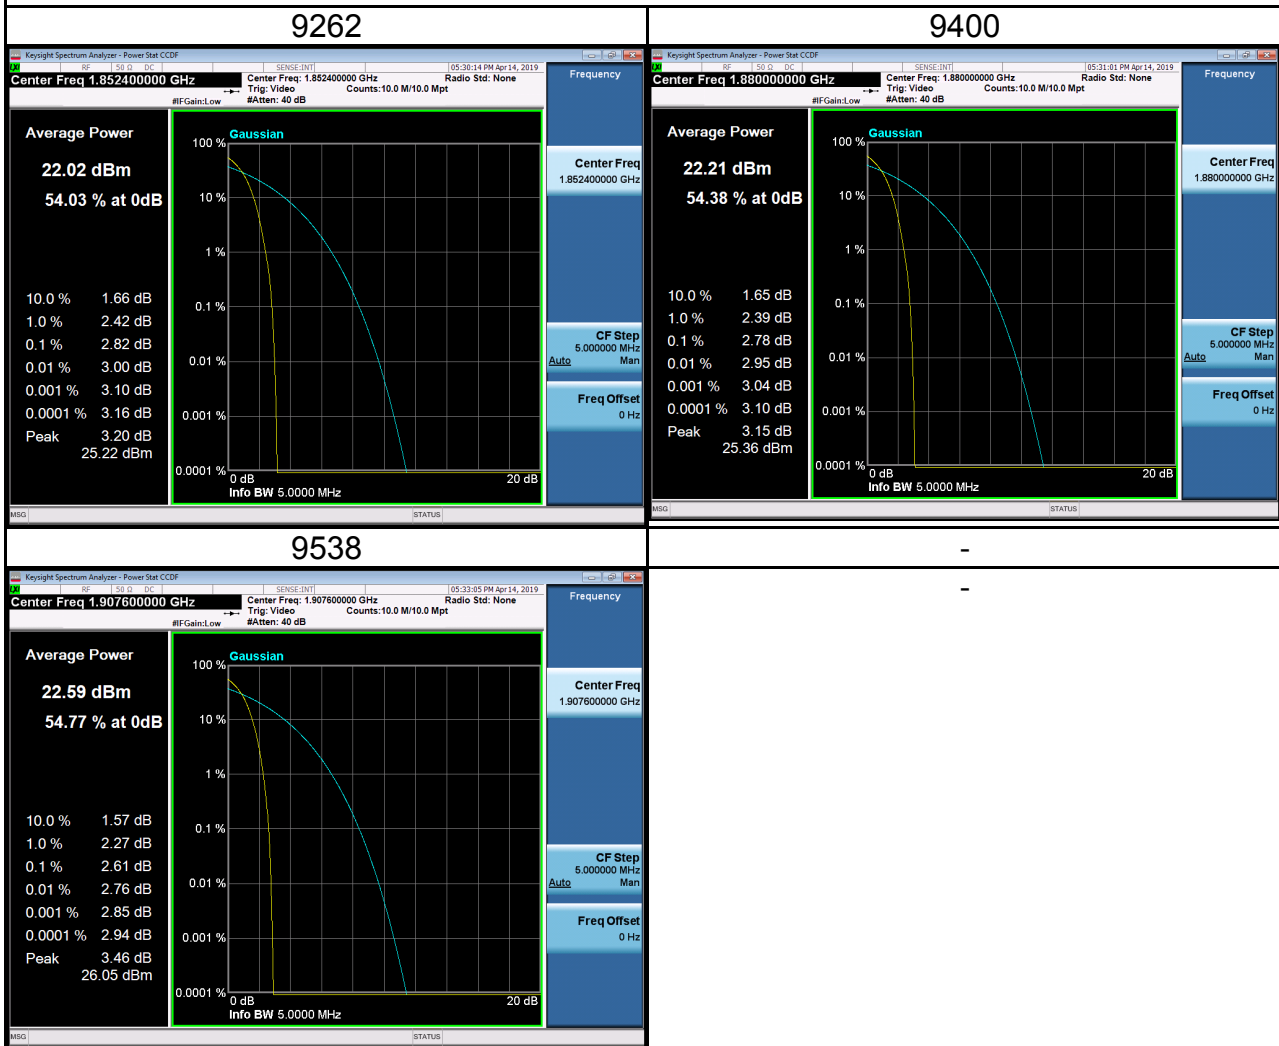 9262
9400
Keysight Spectrum Analyzer - Power Stat CCDF
LXI RF 50 Ω DC SENSE:INT 05:30:14 PM Apr 14, 2019
Center Freq 1.852400000 GHz
Center Freq: 1.852400000 GHz Radio Std: None
Trig: Video Counts:10.0 M/10.0 Mpt
#IFGain:Low #Atten: 40 dB
Average Power
22.02 dBm
54.03 % at 0dB
10.0 % 1.66 dB
1.0 % 2.42 dB
0.1 % 2.82 dB
0.01 % 3.00 dB
0.001 % 3.10 dB
0.0001 % 3.16 dB
Peak 3.20 dB
25.22 dBm
Gaussian
100 %
10 %
1 %
0.1 %
0.01 %
0.001 %
0.0001 %
0 dB 20 dB
Info BW 5.0000 MHz
Frequency
Center Freq
1.852400000 GHz
CF Step
5.000000 MHz
Auto Man
Freq Offset
0 Hz
MSG STATUS
Keysight Spectrum Analyzer - Power Stat CCDF
LXI RF 50 Ω DC SENSE:INT 05:31:01 PM Apr 14, 2019
Center Freq 1.880000000 GHz
Center Freq: 1.880000000 GHz Radio Std: None
Trig: Video Counts:10.0 M/10.0 Mpt
#IFGain:Low #Atten: 40 dB
Average Power
22.21 dBm
54.38 % at 0dB
10.0 % 1.65 dB
1.0 % 2.39 dB
0.1 % 2.78 dB
0.01 % 2.95 dB
0.001 % 3.04 dB
0.0001 % 3.10 dB
Peak 3.15 dB
25.36 dBm
Gaussian
100 %
10 %
1 %
0.1 %
0.01 %
0.001 %
0.0001 %
0 dB 20 dB
Info BW 5.0000 MHz
Frequency
Center Freq
1.880000000 GHz
CF Step
5.000000 MHz
Auto Man
Freq Offset
0 Hz
MSG STATUS
9538
-
Keysight Spectrum Analyzer - Power Stat CCDF
LXI RF 50 Ω DC SENSE:INT 05:33:05 PM Apr 14, 2019
Center Freq 1.907600000 GHz
Center Freq: 1.907600000 GHz Radio Std: None
Trig: Video Counts:10.0 M/10.0 Mpt
#IFGain:Low #Atten: 40 dB
Average Power
22.59 dBm
54.77 % at 0dB
10.0 % 1.57 dB
1.0 % 2.27 dB
0.1 % 2.61 dB
0.01 % 2.76 dB
0.001 % 2.85 dB
0.0001 % 2.94 dB
Peak 3.46 dB
26.05 dBm
Gaussian
100 %
10 %
1 %
0.1 %
0.01 %
0.001 %
0.0001 %
0 dB 20 dB
Info BW 5.0000 MHz
Frequency
Center Freq
1.907600000 GHz
CF Step
5.000000 MHz
Auto Man
Freq Offset
0 Hz
MSG STATUS
-